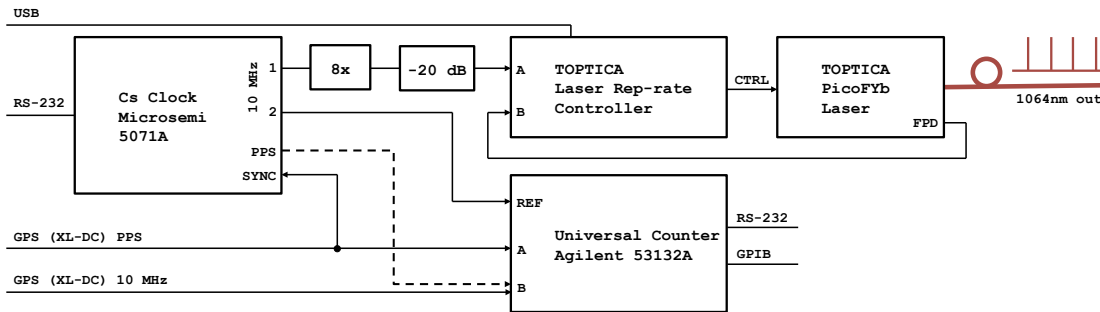 USB
RS-232
Cs Clock
Microsemi
5071A
10 MHz
1
2
PPS
SYNC
8x
-20 dB
A
B
TOPTICA
Laser Rep-rate
Controller
CTRL
TOPTICA
PicoFYb
Laser
FPD
1064nm out
GPS (XL-DC) PPS
GPS (XL-DC) 10 MHz
REF
A
B
Universal Counter
Agilent 53132A
RS-232
GPIB